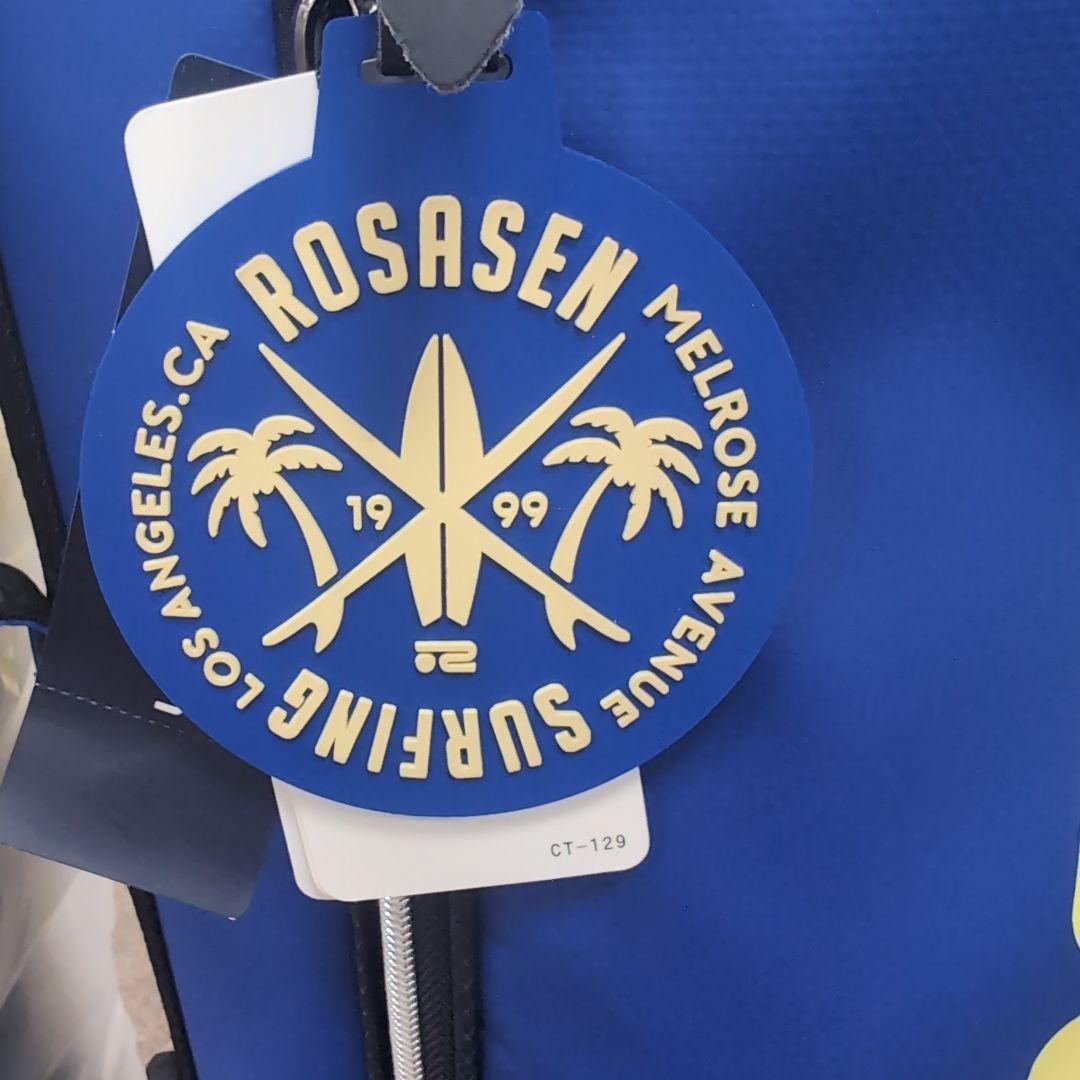 ROSASEN
MELROSE AVENUE
SURFING
LOS ANGELES.CA
19 99
CT-129